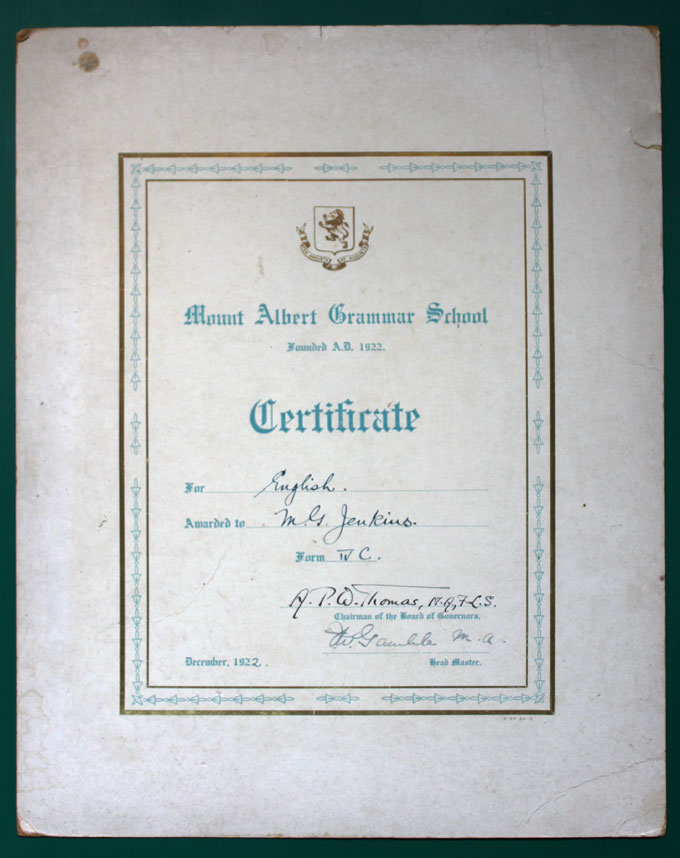 Mount Albert Grammar School
Founded A.D. 1922.
Certificate
For English.
Awarded to M.G. Jenkins.
Form IV C.
A. P. W. Thomas, M.A., F.L.S.
Chairman of the Board of Governors.
F.W. Gamble M.A.
December, 1922. Head Master.